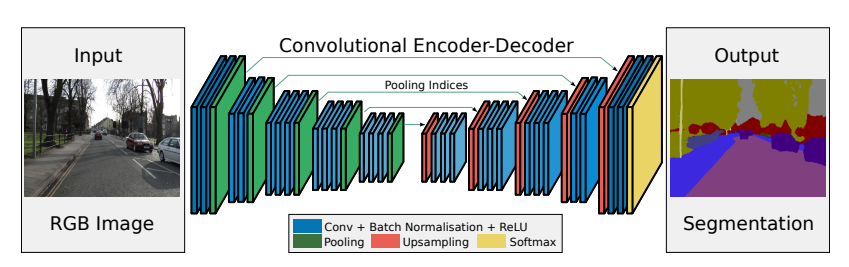 Input
Convolutional Encoder-Decoder
Output
Pooling Indices
RGB Image
Segmentation
Conv + Batch Normalisation + ReLU
Pooling Upsampling Softmax